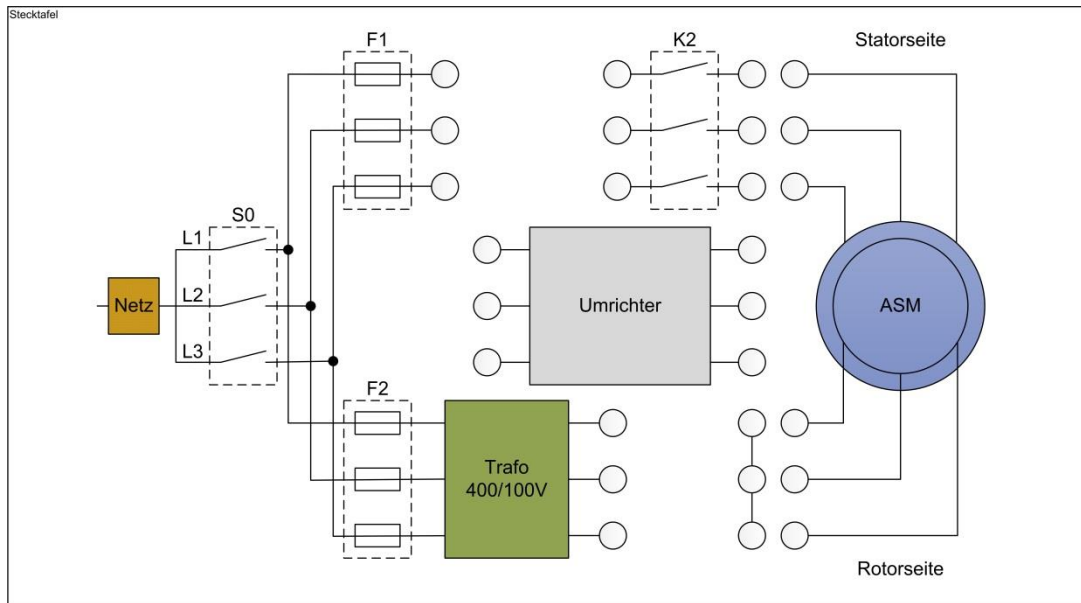 Stecktafel
F1
K2
Statorseite
S0
L1
L2
L3
Netz
Umrichter
ASM
F2
Trafo
400/100V
Rotorseite